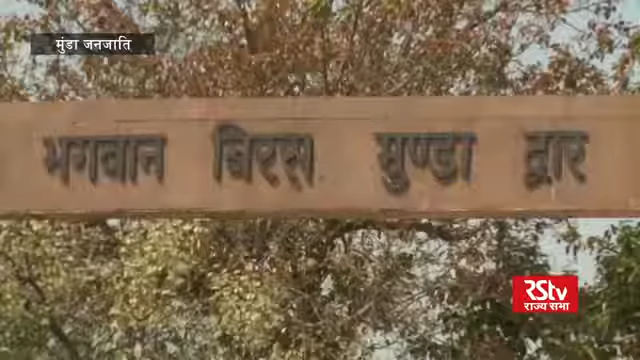 मुंडा जनजाति
भगवान बिरस मुण्डा द्वार
RStv
राज्य सभा